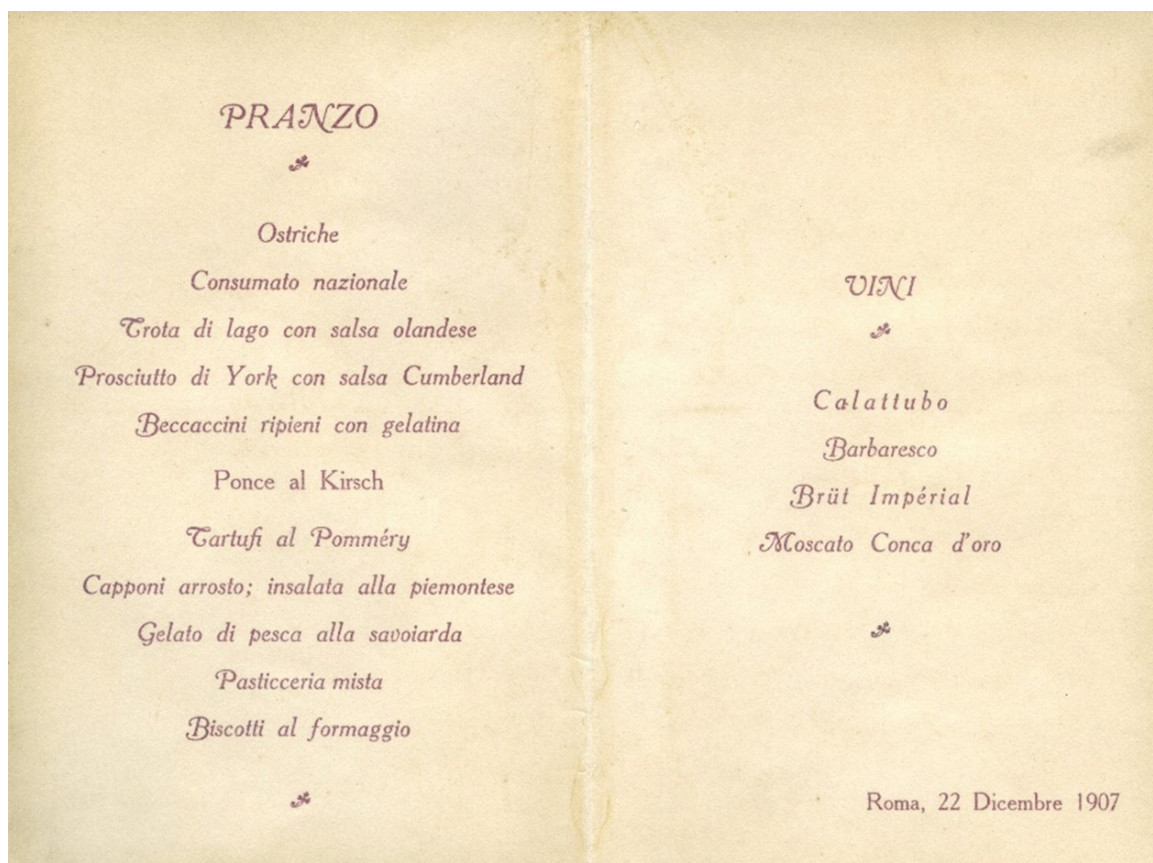 PRANZO
Ostriche
Consumato nazionale
Trota di lago con salsa olandese
Prosciutto di York con salsa Cumberland
Beccaccini ripieni con gelatina
Ponce al Kirsch
Tartufi al Pomméry
Capponi arrosto; insalata alla piemontese
Gelato di pesca alla savoiarda
Pasticceria mista
Biscotti al formaggio
VINI
Calattubo
Barbaresco
Brüt Impérial
Moscato Conca d'oro
Roma, 22 Dicembre 1907